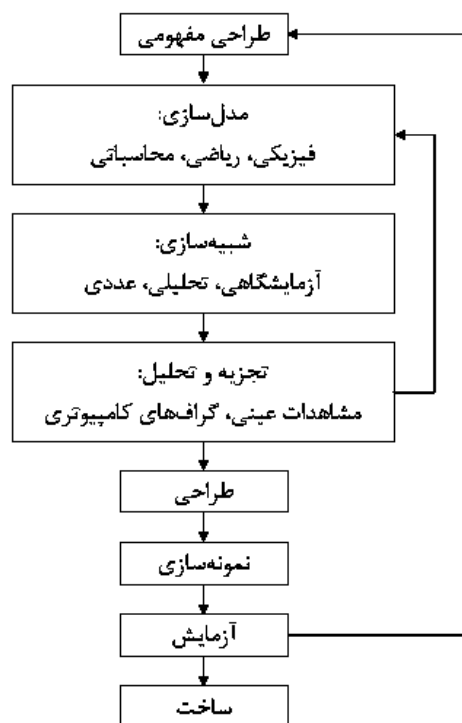 طراحی مفهومی
مدل‌سازی:
فیزیکی، ریاضی، محاسباتی
شبیه‌سازی:
آزمایشگاهی، تحلیلی، عددی
تجزیه و تحلیل:
مشاهدات عینی، گراف‌های کامپیوتری
طراحی
نمونه‌سازی
آزمایش
ساخت